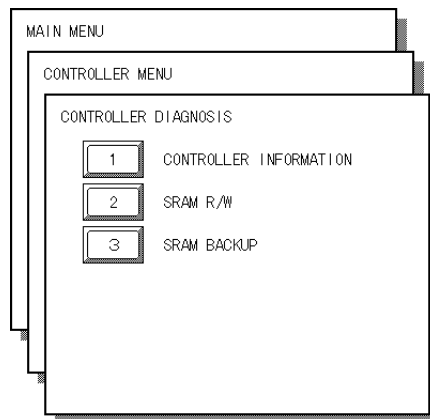 MAIN MENU
CONTROLLER MENU
CONTROLLER DIAGNOSIS
1 CONTROLLER INFORMATION
2 SRAM R/W
3 SRAM BACKUP